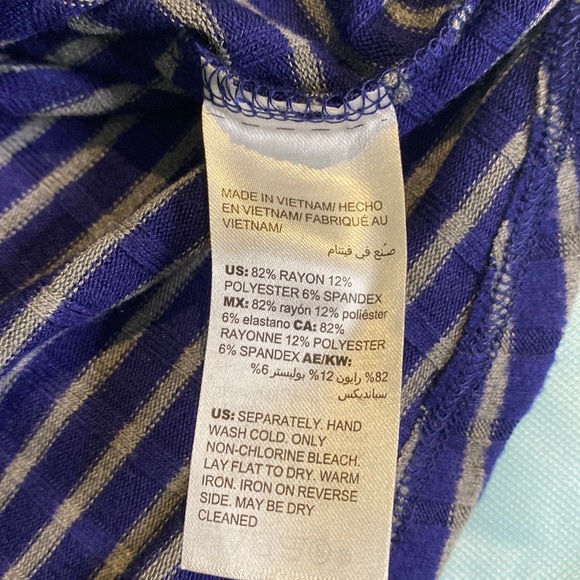 MADE IN VIETNAM/ HECHO
EN VIETNAM/ FABRIQUÉ AU
VIETNAM/
صنع في فيتنام
US: 82% RAYON 12%
POLYESTER 6% SPANDEX
MX: 82% rayón 12% poliéster
6% elastano CA: 82%
RAYONNE 12% POLYESTER
6% SPANDEX AE/KW:
82% رايون 12% بوليستر 6%
سبانديكس
US: SEPARATELY. HAND
WASH COLD. ONLY
NON-CHLORINE BLEACH.
LAY FLAT TO DRY. WARM
IRON. IRON ON REVERSE
SIDE. MAY BE DRY
CLEANED